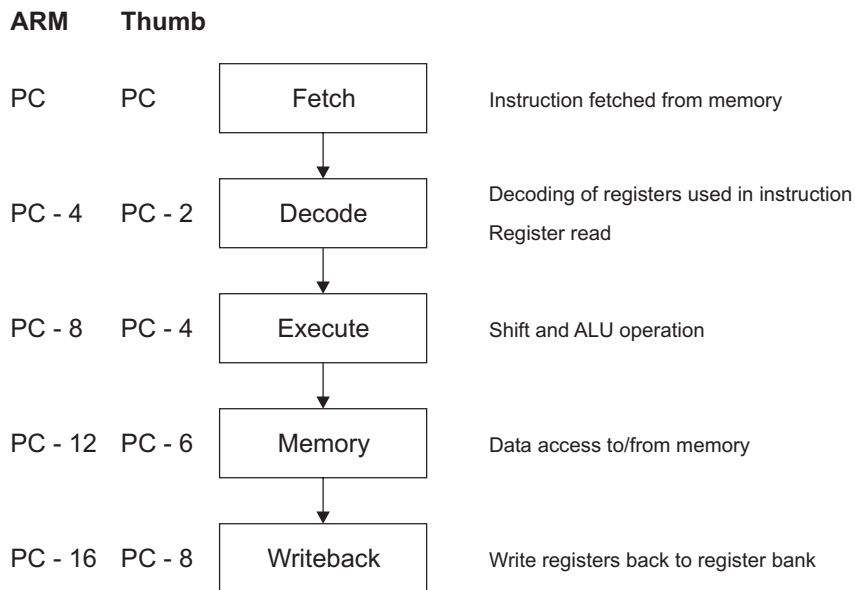 ARM Thumb
PC PC Fetch Instruction fetched from memory
PC - 4 PC - 2 Decode Decoding of registers used in instruction
Register read
PC - 8 PC - 4 Execute Shift and ALU operation
PC - 12 PC - 6 Memory Data access to/from memory
PC - 16 PC - 8 Writeback Write registers back to register bank